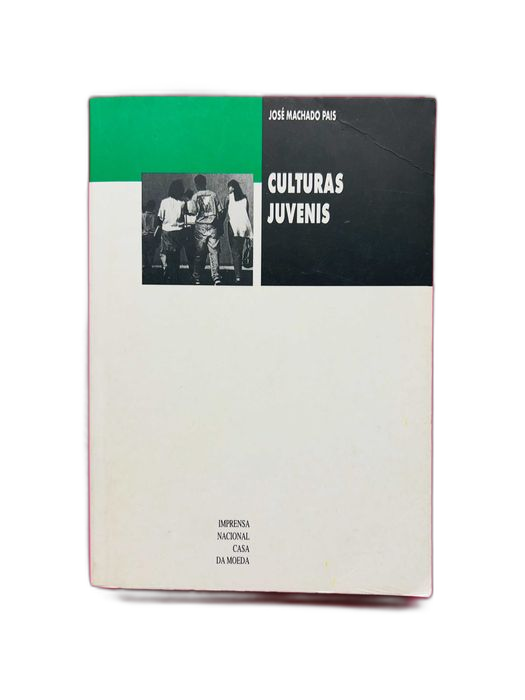 JOSÉ MACHADO PAIS
CULTURAS
JUVENIS
IMPRENSA
NACIONAL
CASA
DA MOEDA